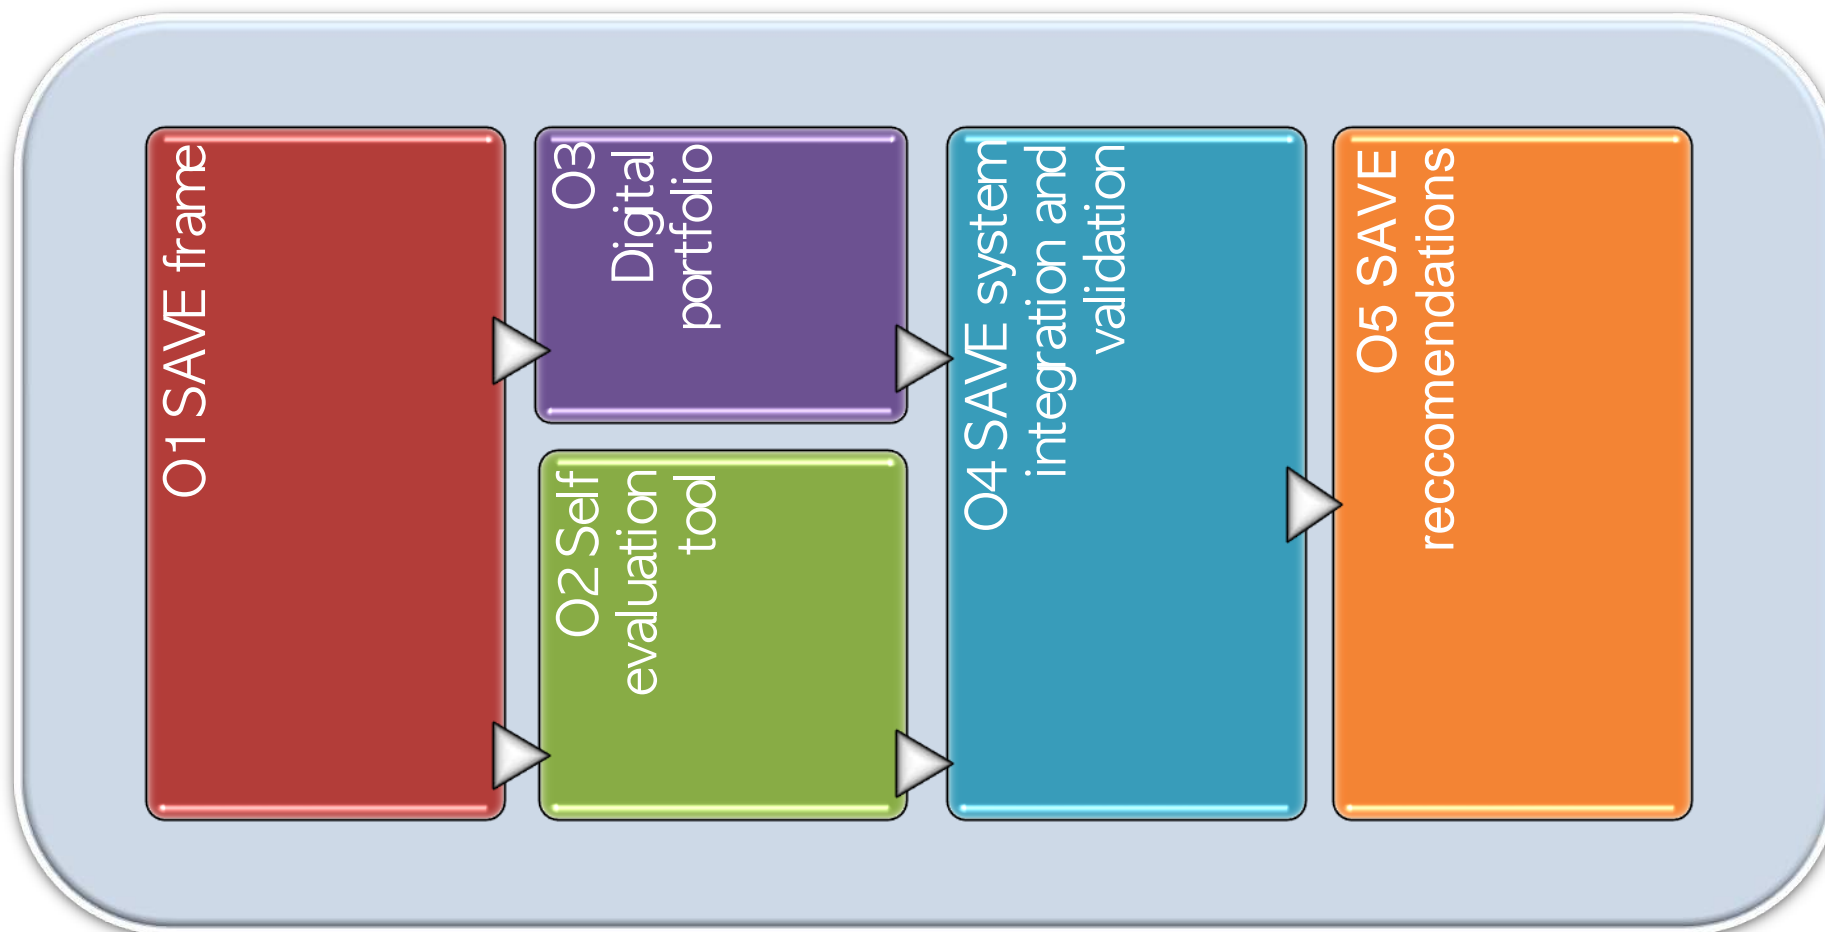 O1 SAVE frame
O3
Digital
portfolio
O2 Self
evaluation
tool
O4 SAVE system
integration and
validation
O5 SAVE
reccomendations